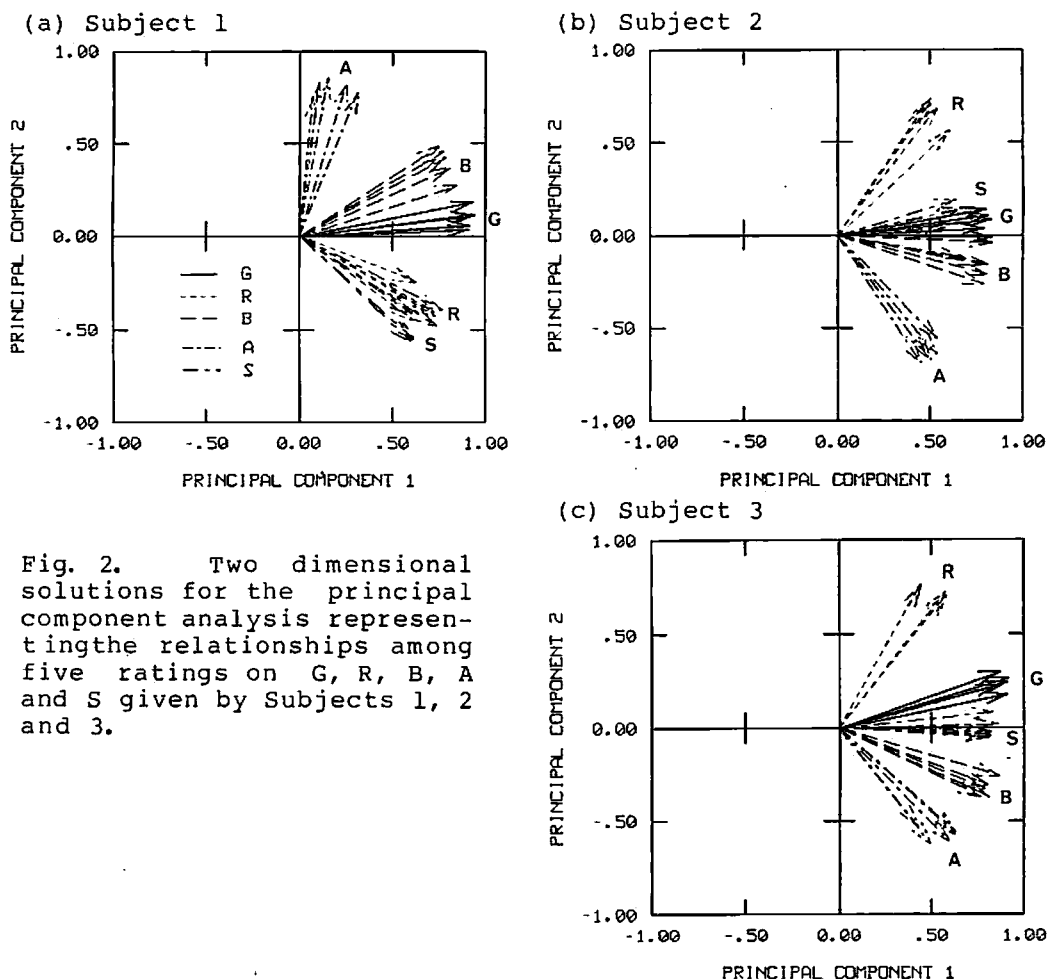 (a) Subject 1
1.00
.50
0.00
-.50
-1.00
-1.00
-.50
0.00
.50
1.00
PRINCIPAL COMPONENT 2
PRINCIPAL COMPONENT 1
A
B
G
R
S
G
R
B
A
S
(b) Subject 2
1.00
.50
0.00
-.50
-1.00
-1.00
-.50
0.00
.50
1.00
PRINCIPAL COMPONENT 2
PRINCIPAL COMPONENT 1
R
S
G
B
A
(c) Subject 3
1.00
.50
0.00
-.50
-1.00
-1.00
-.50
0.00
.50
1.00
PRINCIPAL COMPONENT 2
PRINCIPAL COMPONENT 1
R
G
S
B
A
Fig. 2. Two dimensional
solutions for the principal
component analysis represen-
tingthe relationships among
five ratings on G, R, B, A
and S given by Subjects 1, 2
and 3.